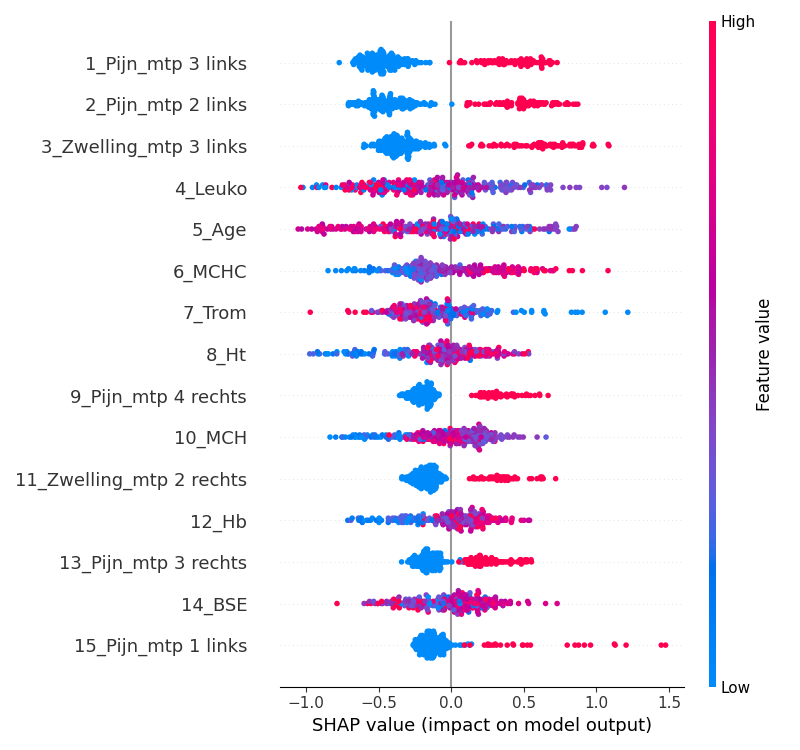 High
1_Pijn_mtp 3 links
2_Pijn_mtp 2 links
3_Zwelling_mtp 3 links
4_Leuko
5_Age
6_MCHC
7_Trom
8_Ht
9_Pijn_mtp 4 rechts
10_MCH
11_Zwelling_mtp 2 rechts
12_Hb
13_Pijn_mtp 3 rechts
14_BSE
15_Pijn_mtp 1 links
Feature value
Low
−1.0 −0.5 0.0 0.5 1.0 1.5
SHAP value (impact on model output)